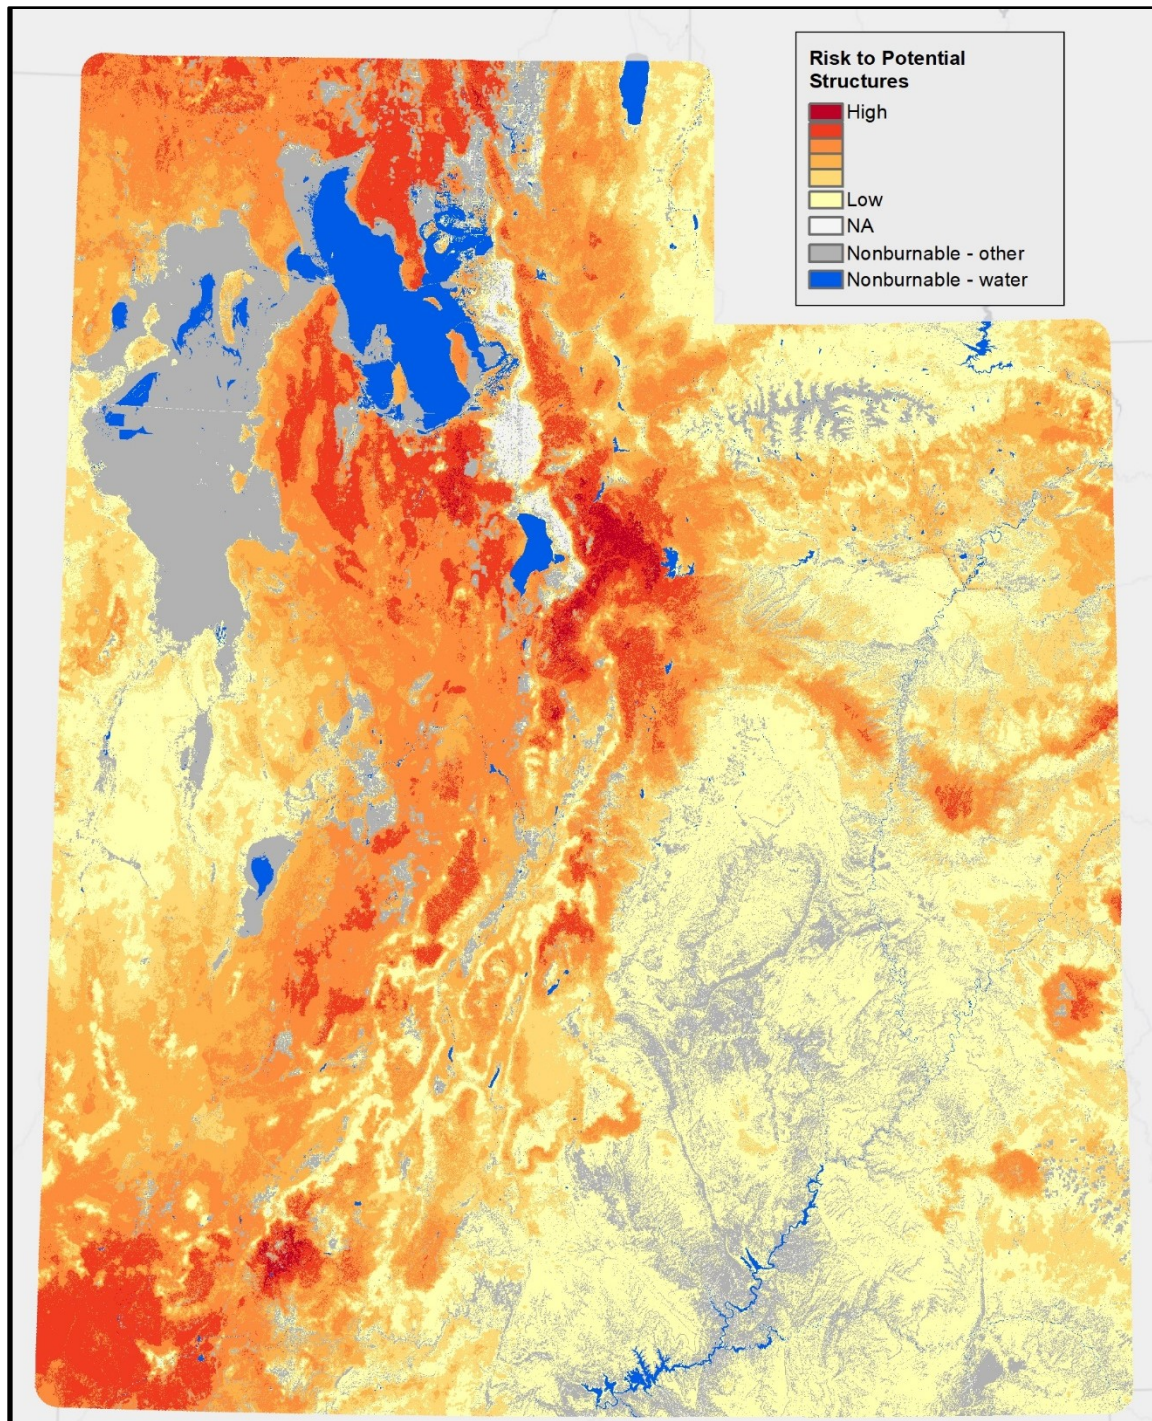 Risk to Potential
Structures
High
Low
NA
Nonburnable - other
Nonburnable - water